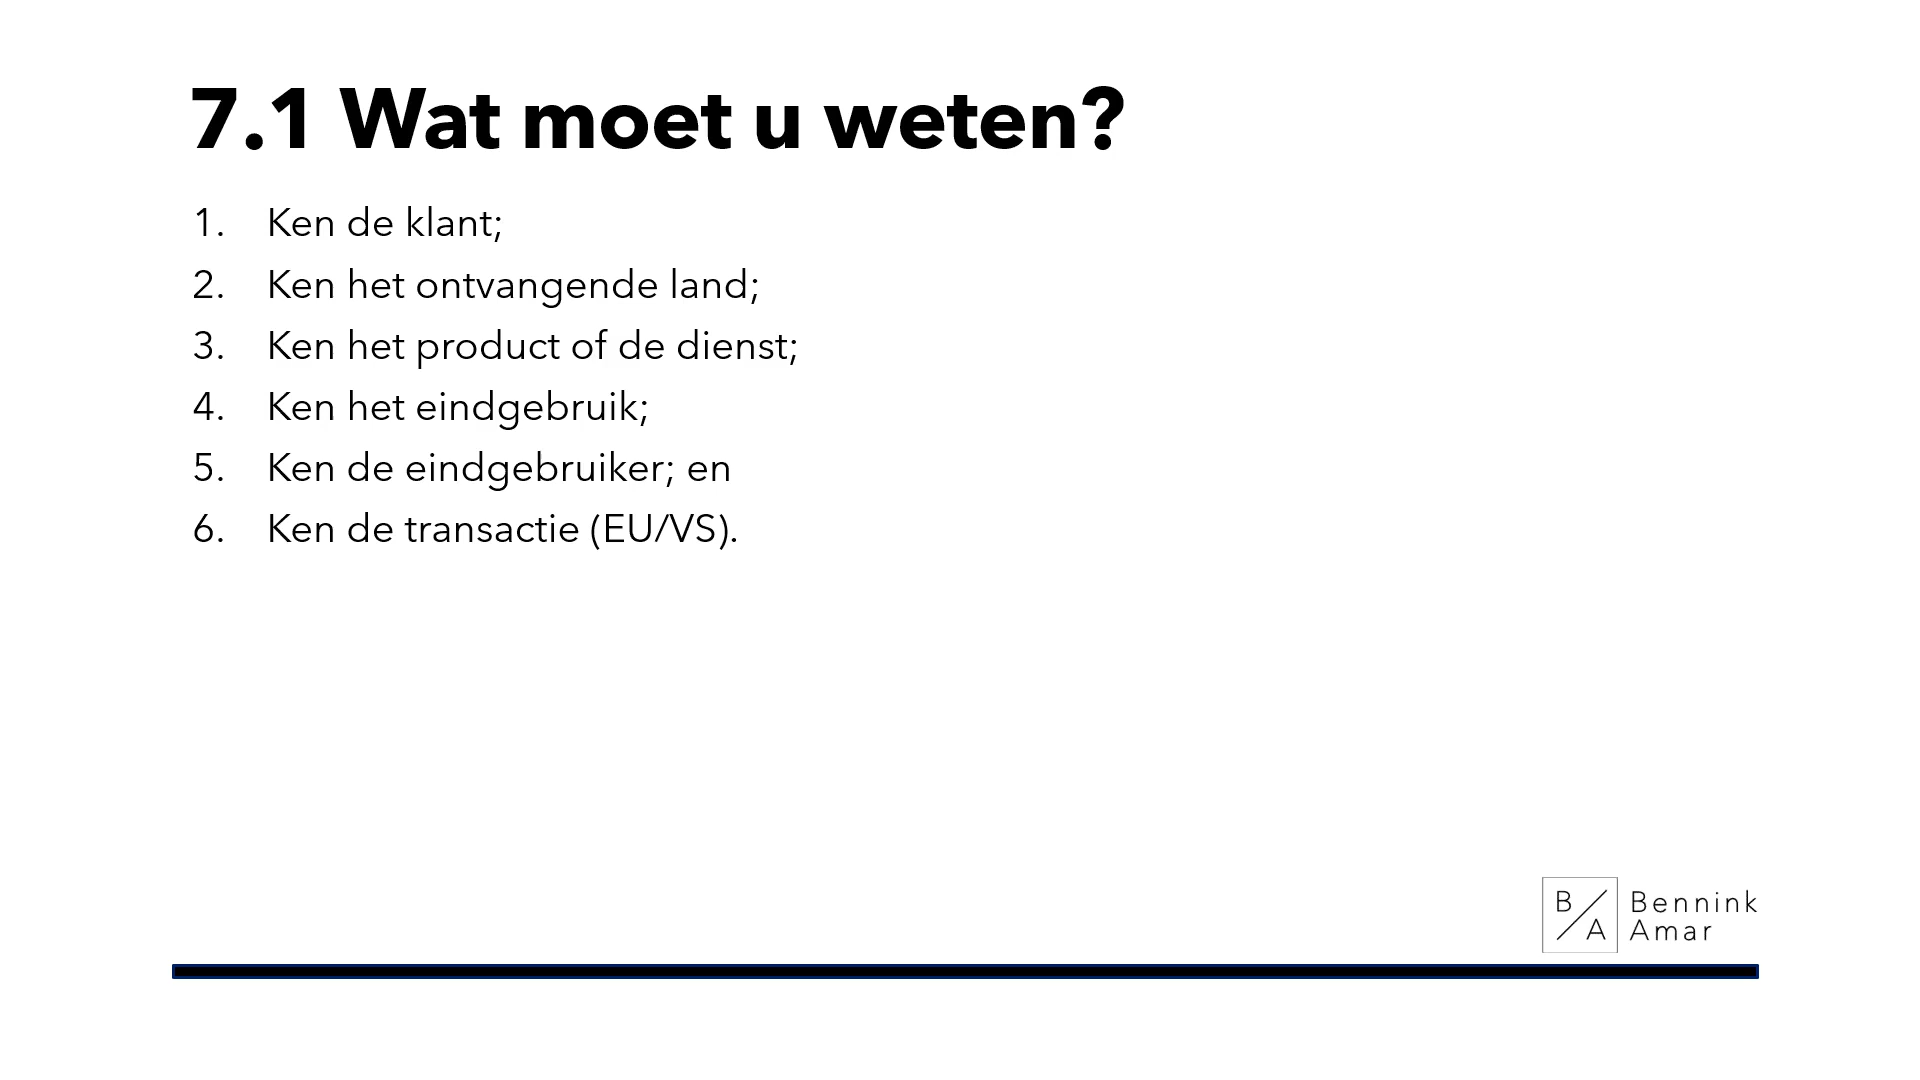 7.1 Wat moet u weten?
1. Ken de klant;
2. Ken het ontvangende land;
3. Ken het product of de dienst;
4. Ken het eindgebruik;
5. Ken de eindgebruiker; en
6. Ken de transactie (EU/VS).
B/A
Bennink
Amar